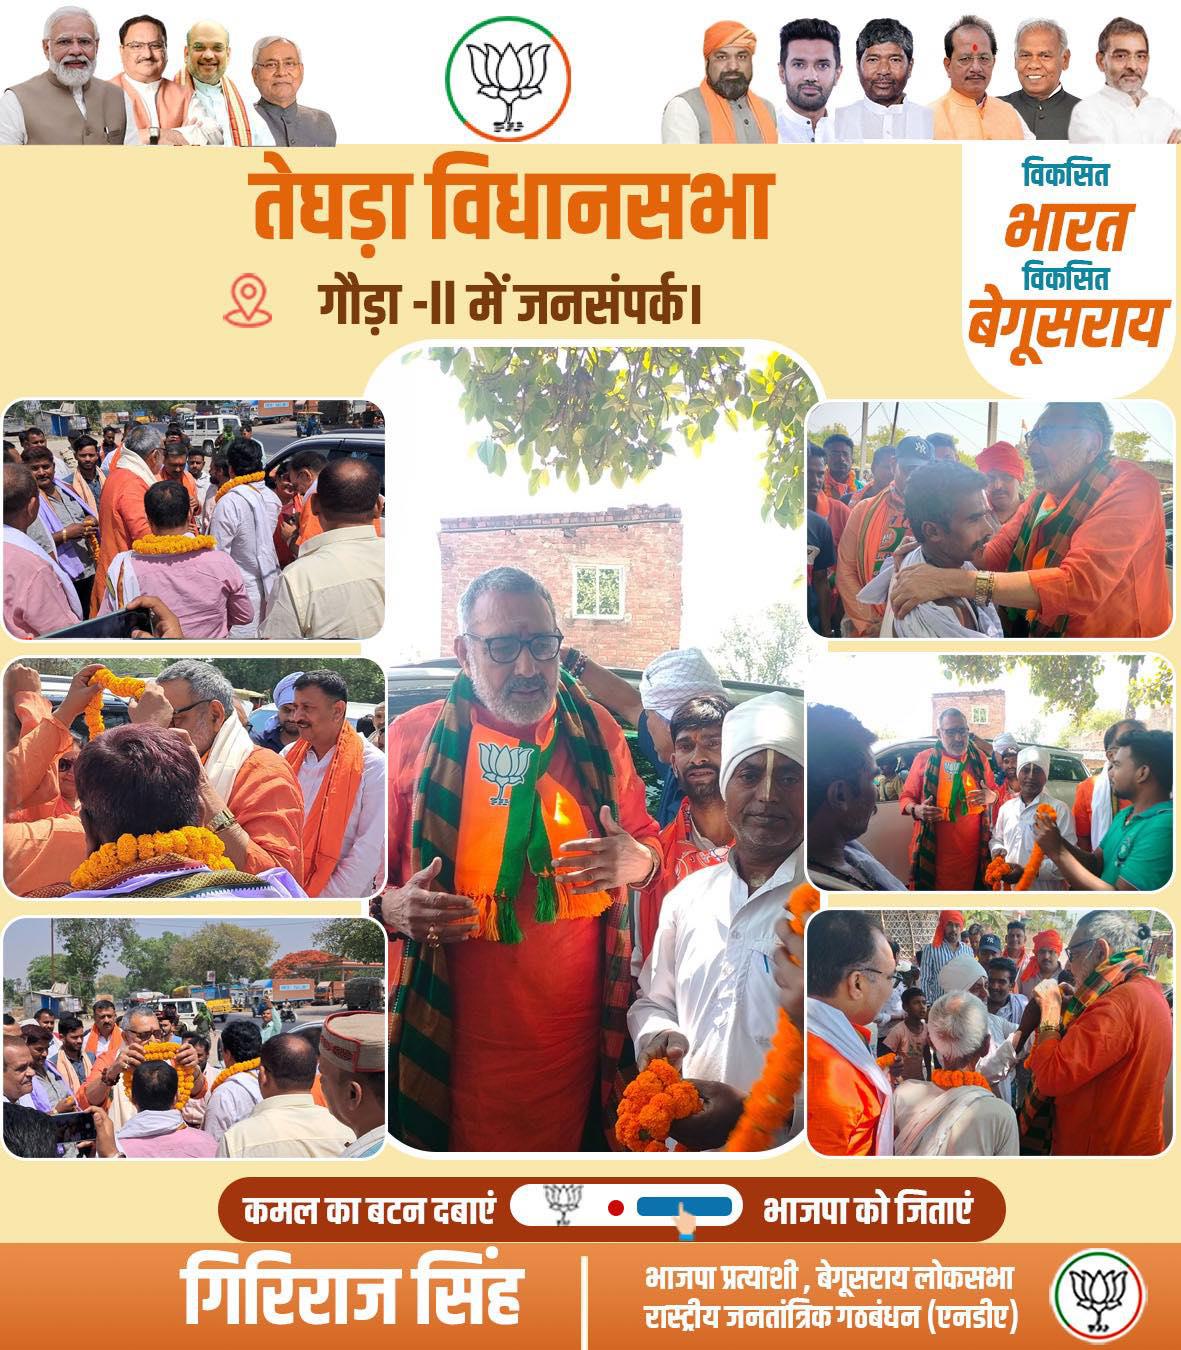 तेघड़ा विधानसभा
गौड़ा -II में जनसंपर्क।
विकसित
भारत
विकसित
बेगूसराय
कमल का बटन दबाएं
भाजपा को जिताएं
गिरिराज सिंह
भाजपा प्रत्याशी , बेगूसराय लोकसभा
रास्ट्रीय जनतांत्रिक गठबंधन (एनडीए)